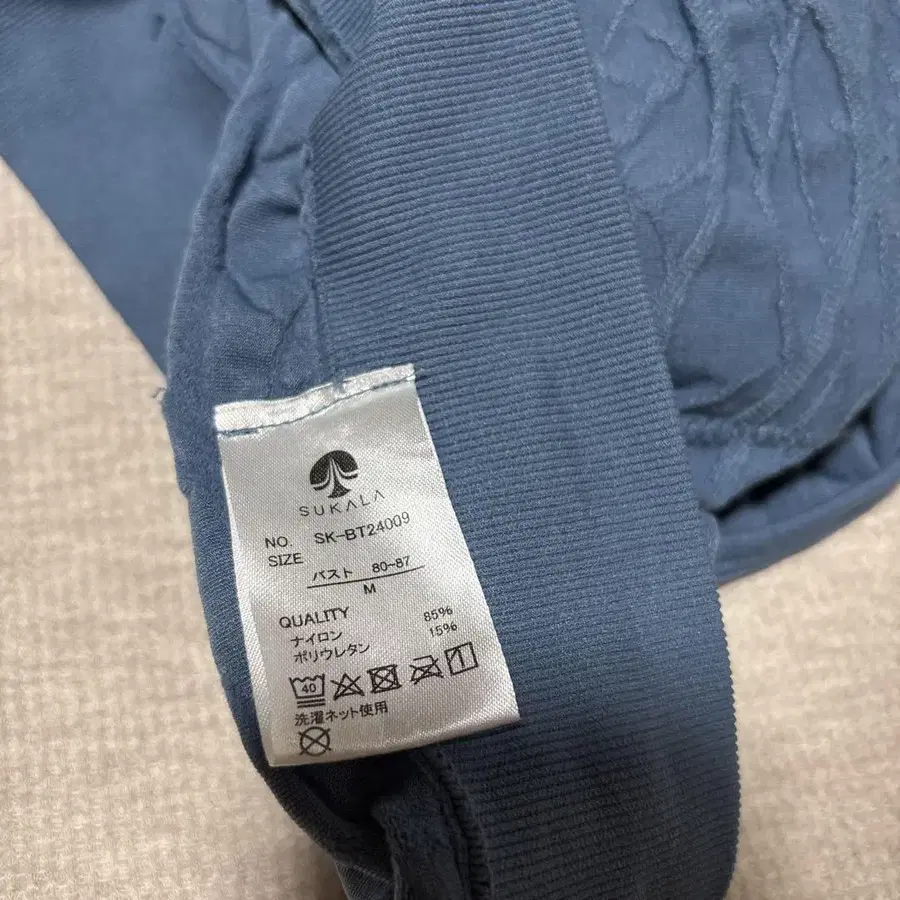 SUKALA
NO. SK-BT24009
SIZE
バスト 80-87
M
QUALITY
ナイロン 85%
ポリウレタン 15%
40
洗濯ネット使用